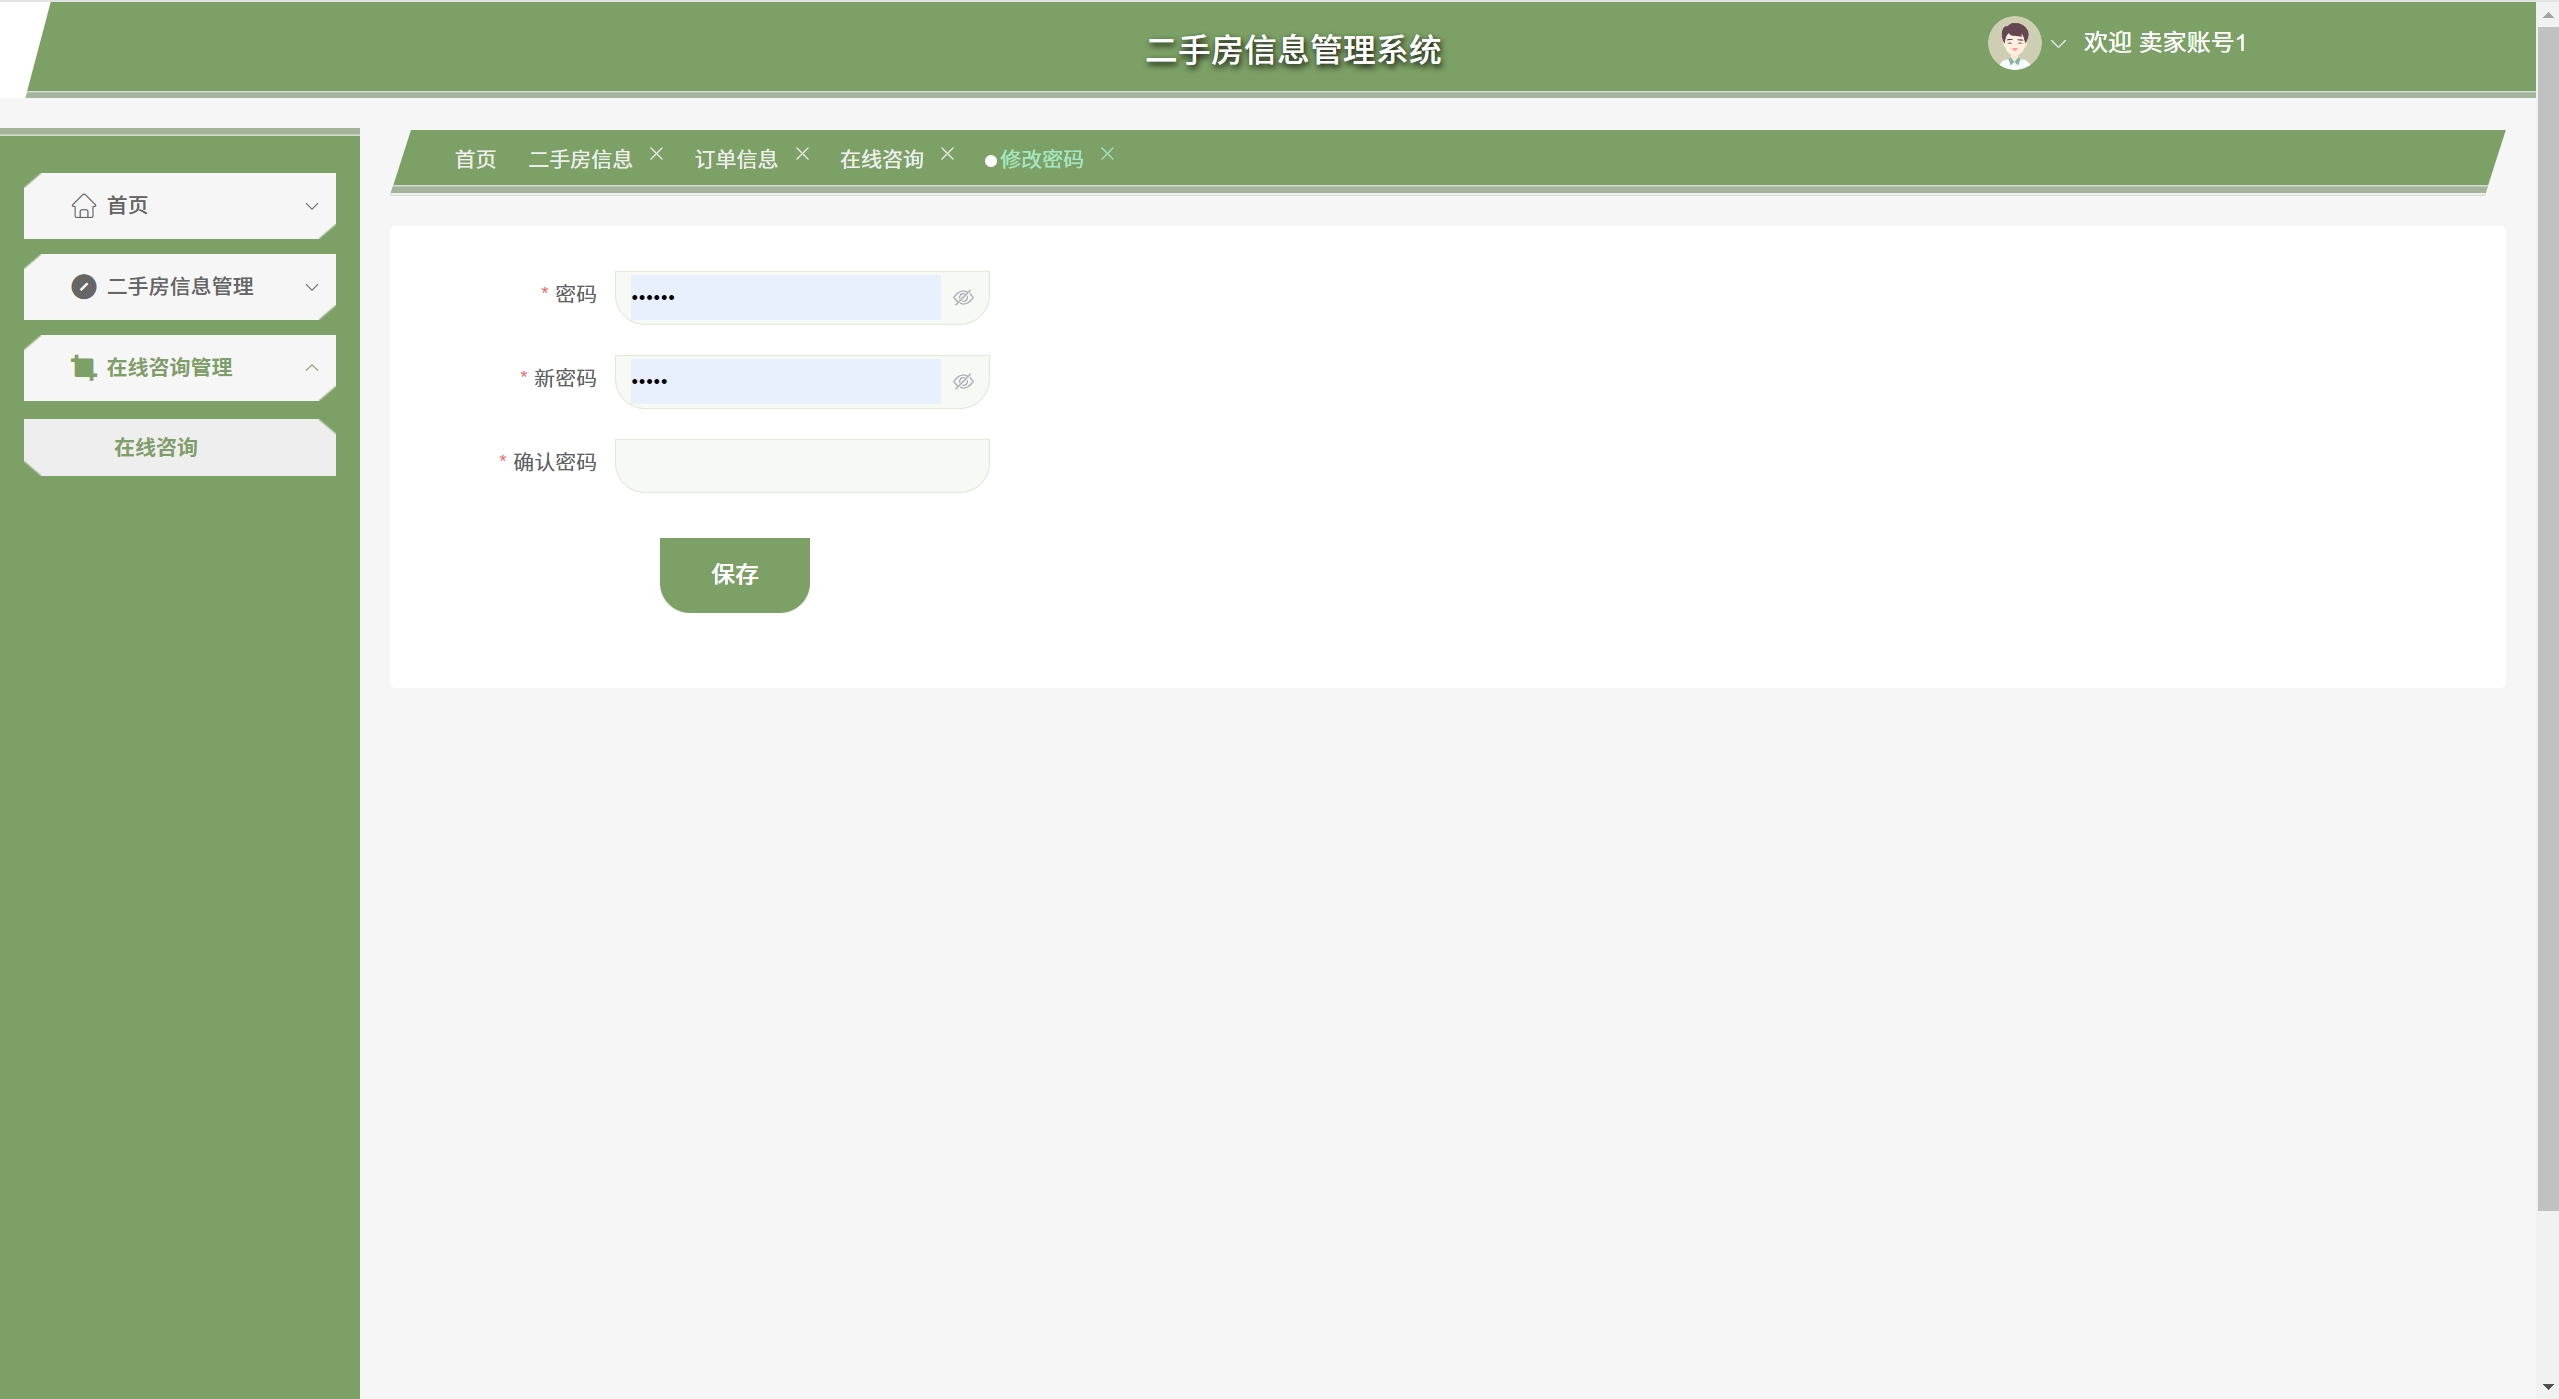 二手房信息管理系统
欢迎 卖家账号1
首页 二手房信息 订单信息 在线咨询 修改密码
首页
二手房信息管理
在线咨询管理
在线咨询
* 密码 ••••••
* 新密码 •••••
* 确认密码
保存